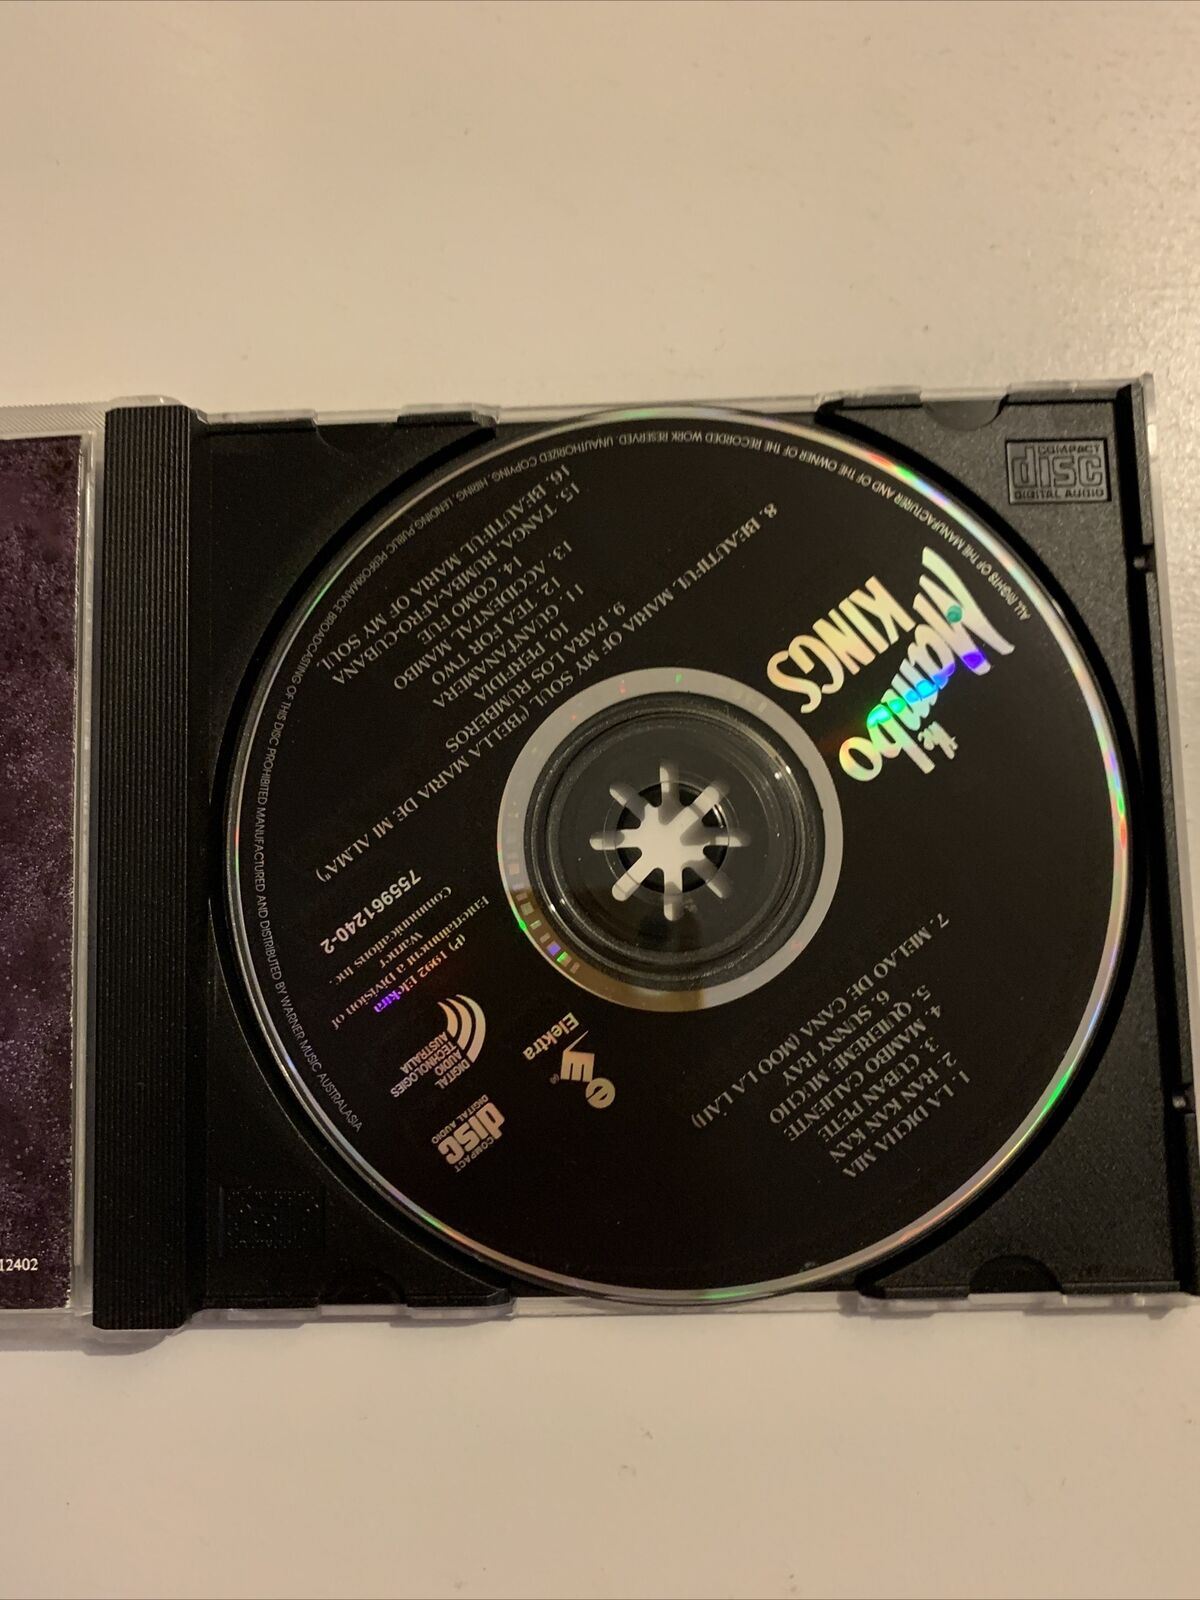 the Mambo
KINGS
1. LA DICHA MIA
2. RAN KAN KAN
3. CUBAN PETE
4. MAMBO CALIENTE
5. QUIEREME MUCHO
6. SUNNY RAY
7. MELAO DE CANA (MOO LA LAH)
8. BEAUTIFUL MARIA OF MY SOUL ("BELLA MARIA DE MI ALMA")
9. PARA LOS RUMBEROS
10. PERFIDIA
11. GUANTANAMERA
12. TEA FOR TWO
13. ACCIDENTAL MAMBO
14. COMO FUE
15. TANGA, RUMBA-AFRO-CUBANA
16. BEAUTIFUL MARIA OF MY SOUL
755961240-2
(P) 1992 Elektra
Entertainment a Division of
Warner
Communications Inc.
e
Elektra
DIGITAL
AUDIO
TECHNOLOGIES
AUSTRALIA
COMPACT
disc
DIGITAL AUDIO
ALL RIGHTS OF THE MANUFACTURER AND OF THE OWNER OF THE RECORDED WORK RESERVED. UNAUTHORIZED COPYING, HIRING, LENDING, PUBLIC PERFORMANCE BROADCASTING OF THIS DISC PROHIBITED MANUFACTURED AND DISTRIBUTED BY WARNER MUSIC AUSTRALASIA
COMPACT
disc
DIGITAL AUDIO
12402